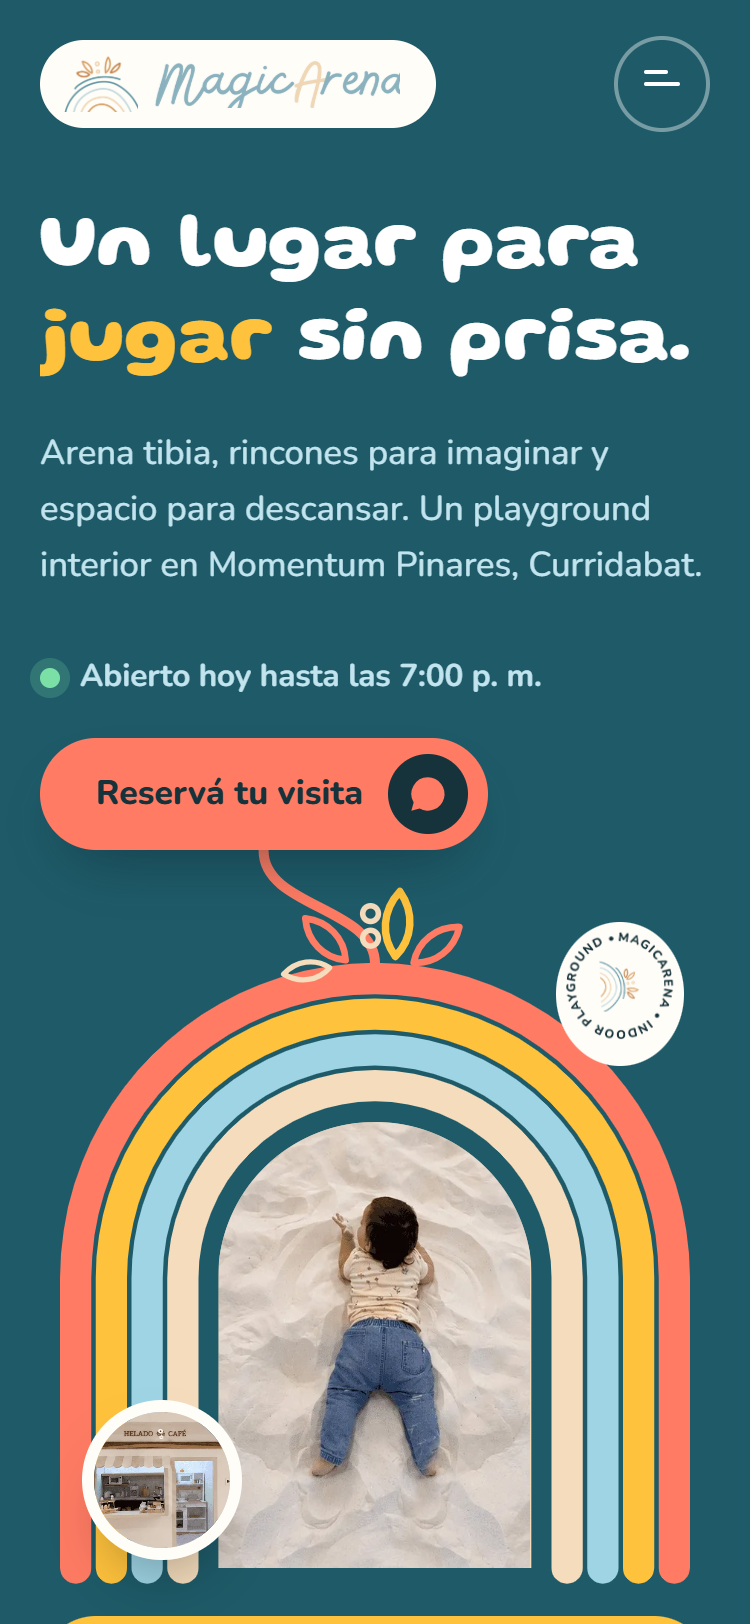 MagicArena
Un lugar para
jugar sin prisa.
Arena tibia, rincones para imaginar y
espacio para descansar. Un playground
interior en Momentum Pinares, Curridabat.
Abierto hoy hasta las 7:00 p. m.
Reservá tu visita
• MAGICARENA • INDOOR PLAYGROUND
HELADO CAFÉ